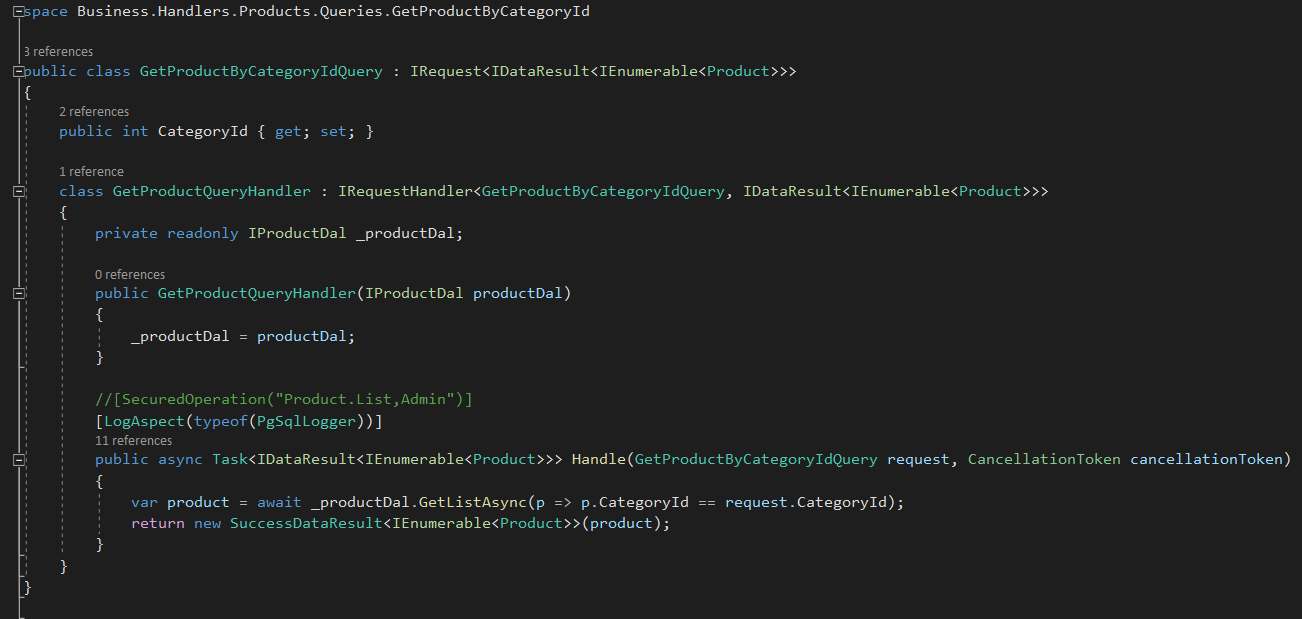 space Business.Handlers.Products.Queries.GetProductByCategoryId
3 references
public class GetProductByCategoryIdQuery : IRequest<IDataResult<IEnumerable<Product>>>
{
2 references
public int CategoryId { get; set; }
1 reference
class GetProductQueryHandler : IRequestHandler<GetProductByCategoryIdQuery, IDataResult<IEnumerable<Product>>>
{
private readonly IProductDal _productDal;
0 references
public GetProductQueryHandler(IProductDal productDal)
{
_productDal = productDal;
}
//[SecuredOperation("Product.List,Admin")]
[LogAspect(typeof(PgSqlLogger))]
11 references
public async Task<IDataResult<IEnumerable<Product>>> Handle(GetProductByCategoryIdQuery request, CancellationToken cancellationToken)
{
var product = await _productDal.GetListAsync(p => p.CategoryId == request.CategoryId);
return new SuccessDataResult<IEnumerable<Product>>(product);
}
}
}